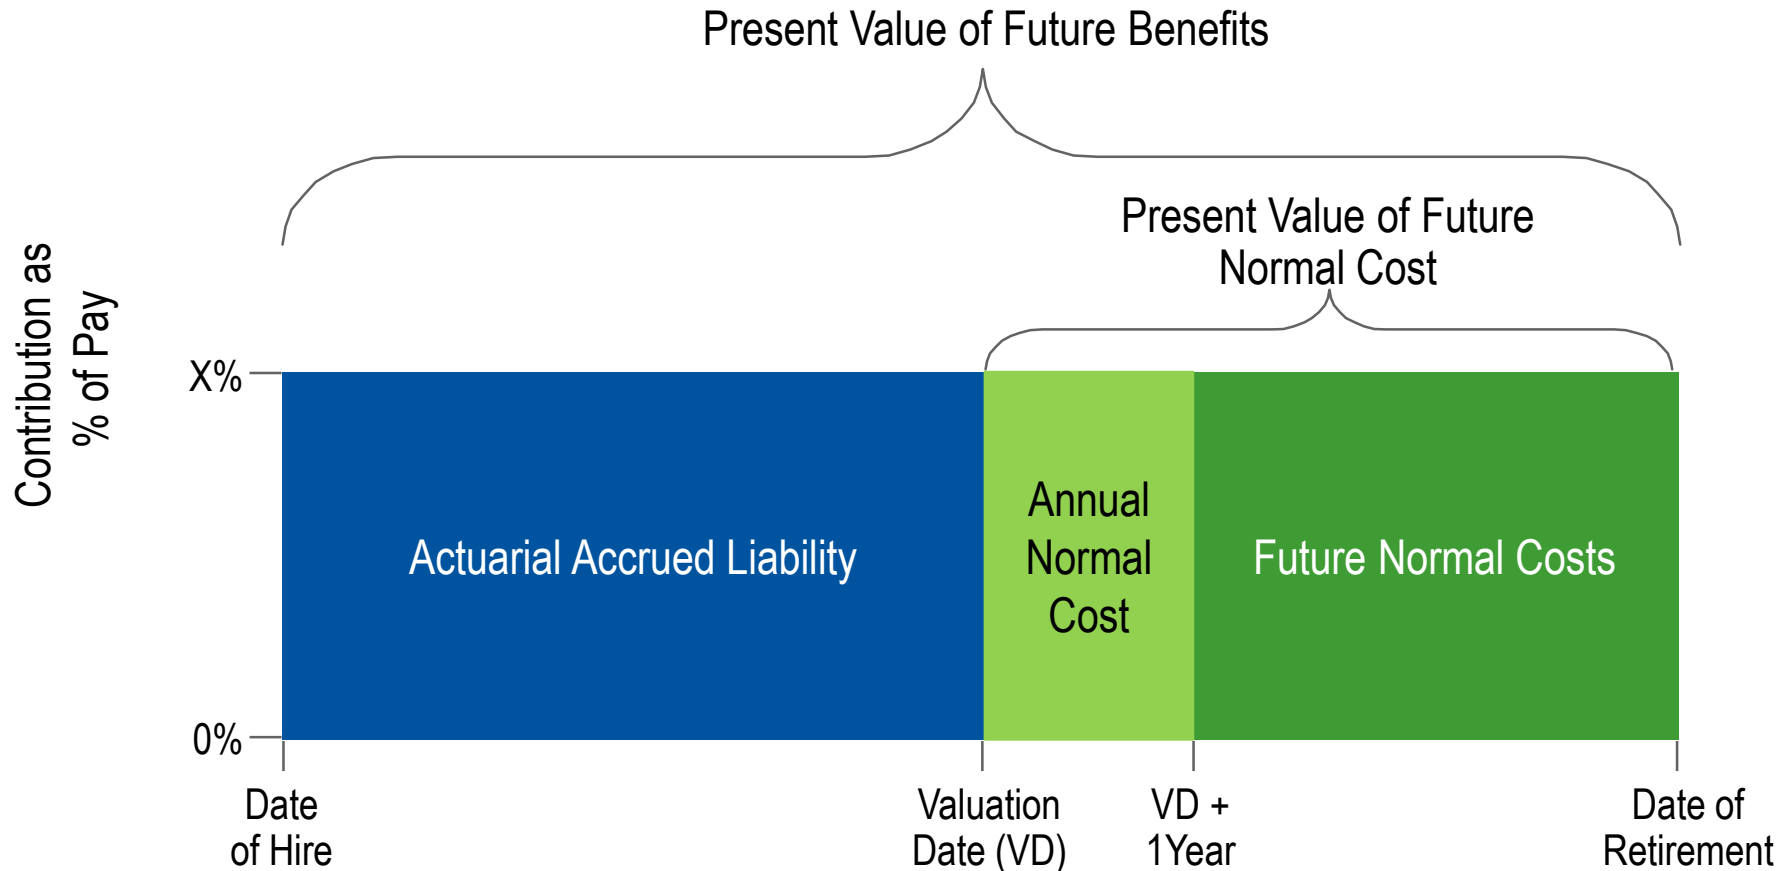 Present Value of Future Benefits
Present Value of Future
Normal Cost
Contribution as
% of Pay
X%
0%
Actuarial Accrued Liability
Annual
Normal
Cost
Future Normal Costs
Date
of Hire
Valuation
Date (VD)
VD +
1Year
Date of
Retirement